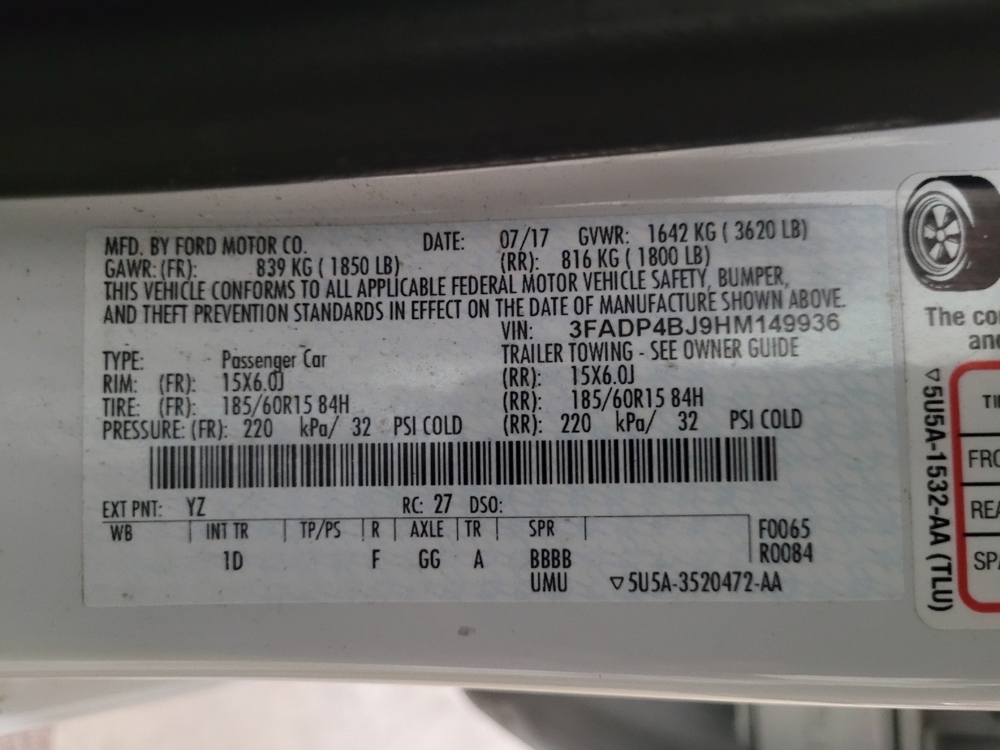 MFD. BY FORD MOTOR CO. DATE: 07/17 GVWR: 1642 KG ( 3620 LB)
GAWR: (FR): 839 KG ( 1850 LB) (RR): 816 KG ( 1800 LB)
THIS VEHICLE CONFORMS TO ALL APPLICABLE FEDERAL MOTOR VEHICLE SAFETY, BUMPER,
AND THEFT PREVENTION STANDARDS IN EFFECT ON THE DATE OF MANUFACTURE SHOWN ABOVE.
VIN: 3FADP4BJ9HM149936
TYPE: Passenger Car TRAILER TOWING - SEE OWNER GUIDE
RIM: (FR): 15X6.0J (RR): 15X6.0J
TIRE: (FR): 185/60R15 84H (RR): 185/60R15 84H
PRESSURE: (FR): 220 kPa/ 32 PSI COLD (RR): 220 kPa/ 32 PSI COLD
EXT PNT: YZ RC: 27 DSO:
WB | INT TR | TP/PS | R | AXLE | TR | SPR | F0065
1D F GG A BBBB R0084
UMU ▽5U5A-3520472-AA
The co
and
▽5U5A-1532-AA (TLU)
TI
FRO
REA
SPA